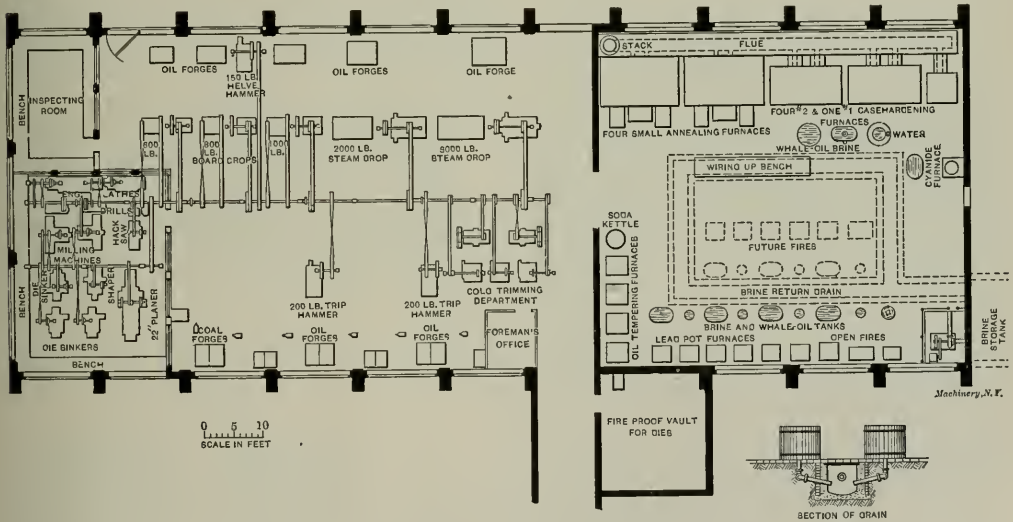 BENCH
INSPECTING
ROOM
OIL FORGES
150 LB.
HELVE
HAMMER
OIL FORGES
OIL FORGE
600
LB.
800
LB.
BOARD DROPS
1000
LB.
2000 LB.
STEAM DROP
8000 LB.
STEAM DROP
ENG. LATHES
DRILLS
HACK
SAW
MILLING
MACHINES
DIE
SINKER
SHAPER
22" PLANER
BENCH
DIE SINKERS
BENCH
200 LB. TRIP
HAMMER
200 LB. TRIP
HAMMER
COLD TRIMMING
DEPARTMENT
COAL
FORGES
OIL
FORGES
OIL
FORGES
FOREMAN'S
OFFICE
STACK
FLUE
FOUR SMALL ANNEALING FURNACES
FOUR #2 & ONE #1 CASEHARDENING
FURNACES
WATER
WHALE-OIL BRINE
WIRING UP BENCH
CYANIDE
FURNACE
SODA
KETTLE
OIL TEMPERING FURNACES
FUTURE FIRES
BRINE RETURN DRAIN
BRINE AND WHALE-OIL TANKS
LEAD POT FURNACES
OPEN FIRES
BRINE
STORAGE
TANK
Machinery, N.Y.
0 5 10
SCALE IN FEET
FIRE PROOF VAULT
FOR DIES
SECTION OF DRAIN